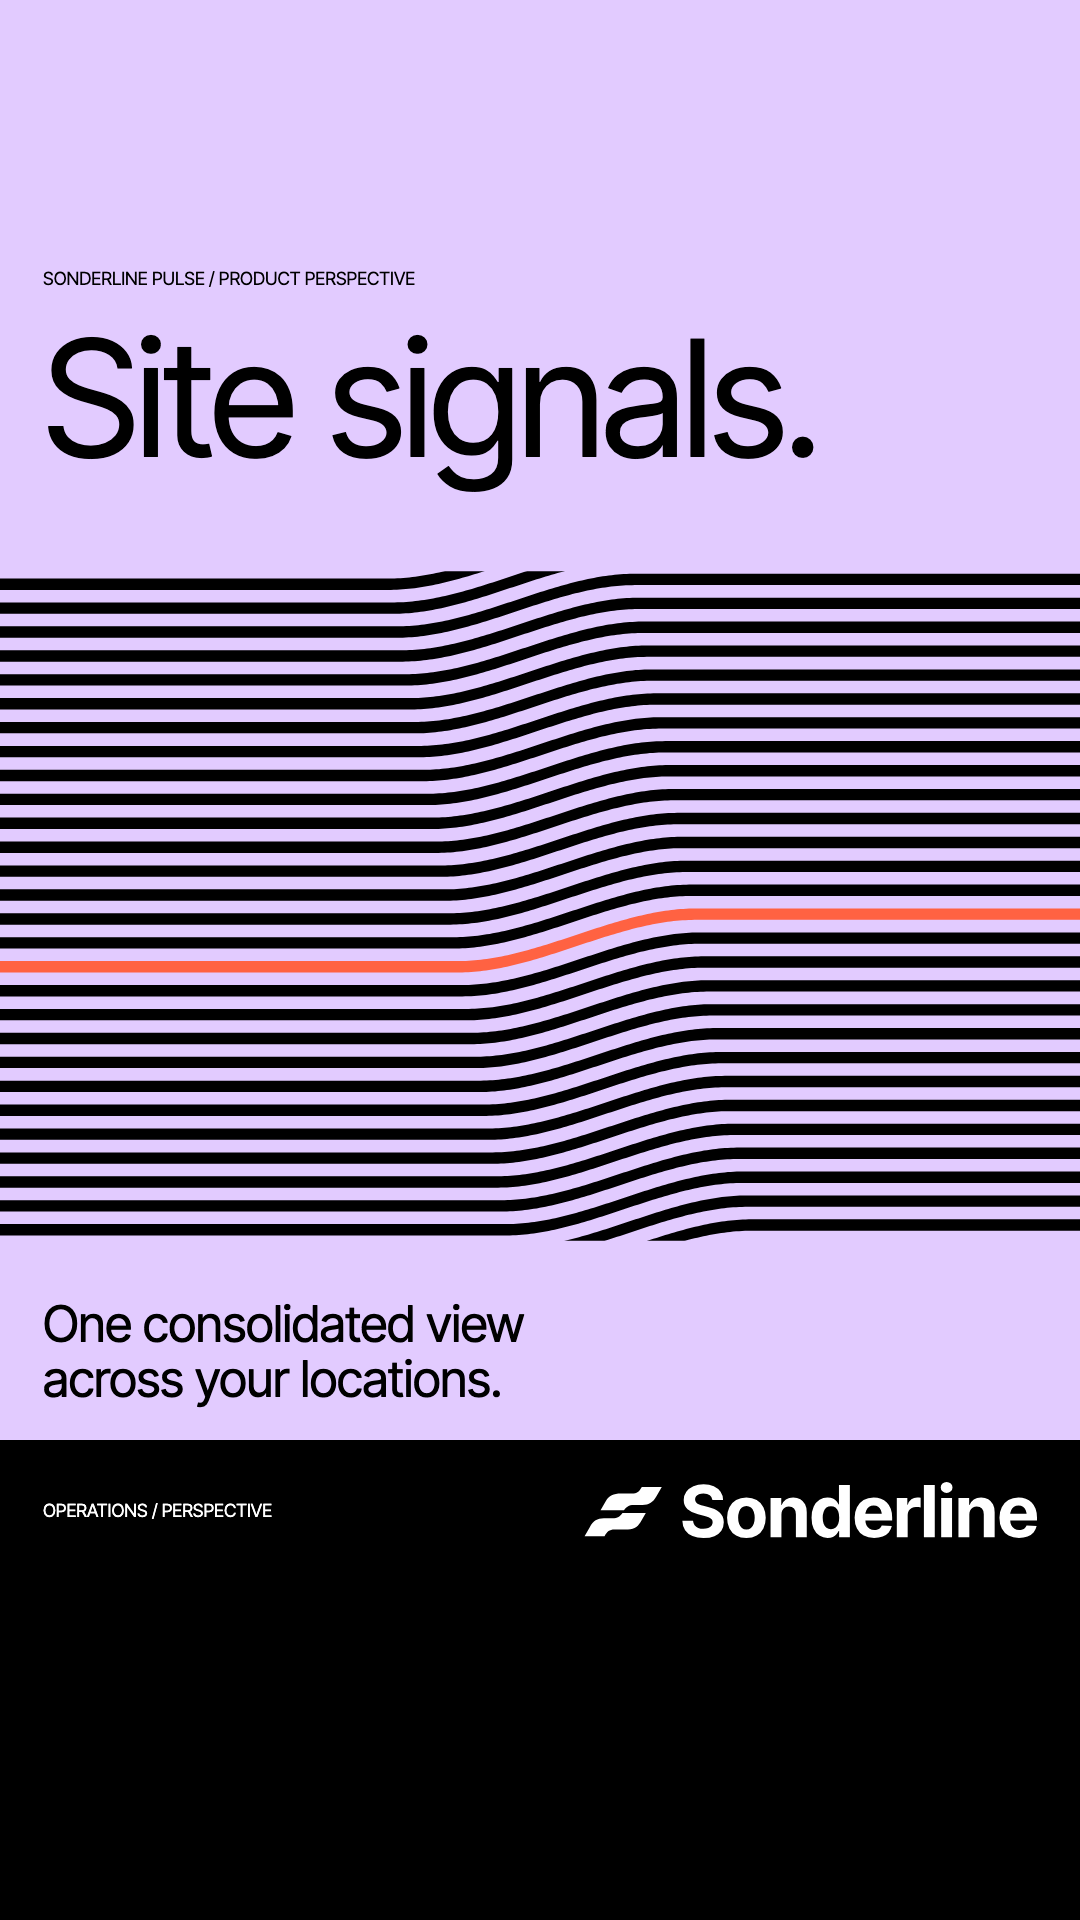 SONDERLINE PULSE / PRODUCT PERSPECTIVE
Site signals.
One consolidated view
across your locations.
OPERATIONS / PERSPECTIVE
Sonderline